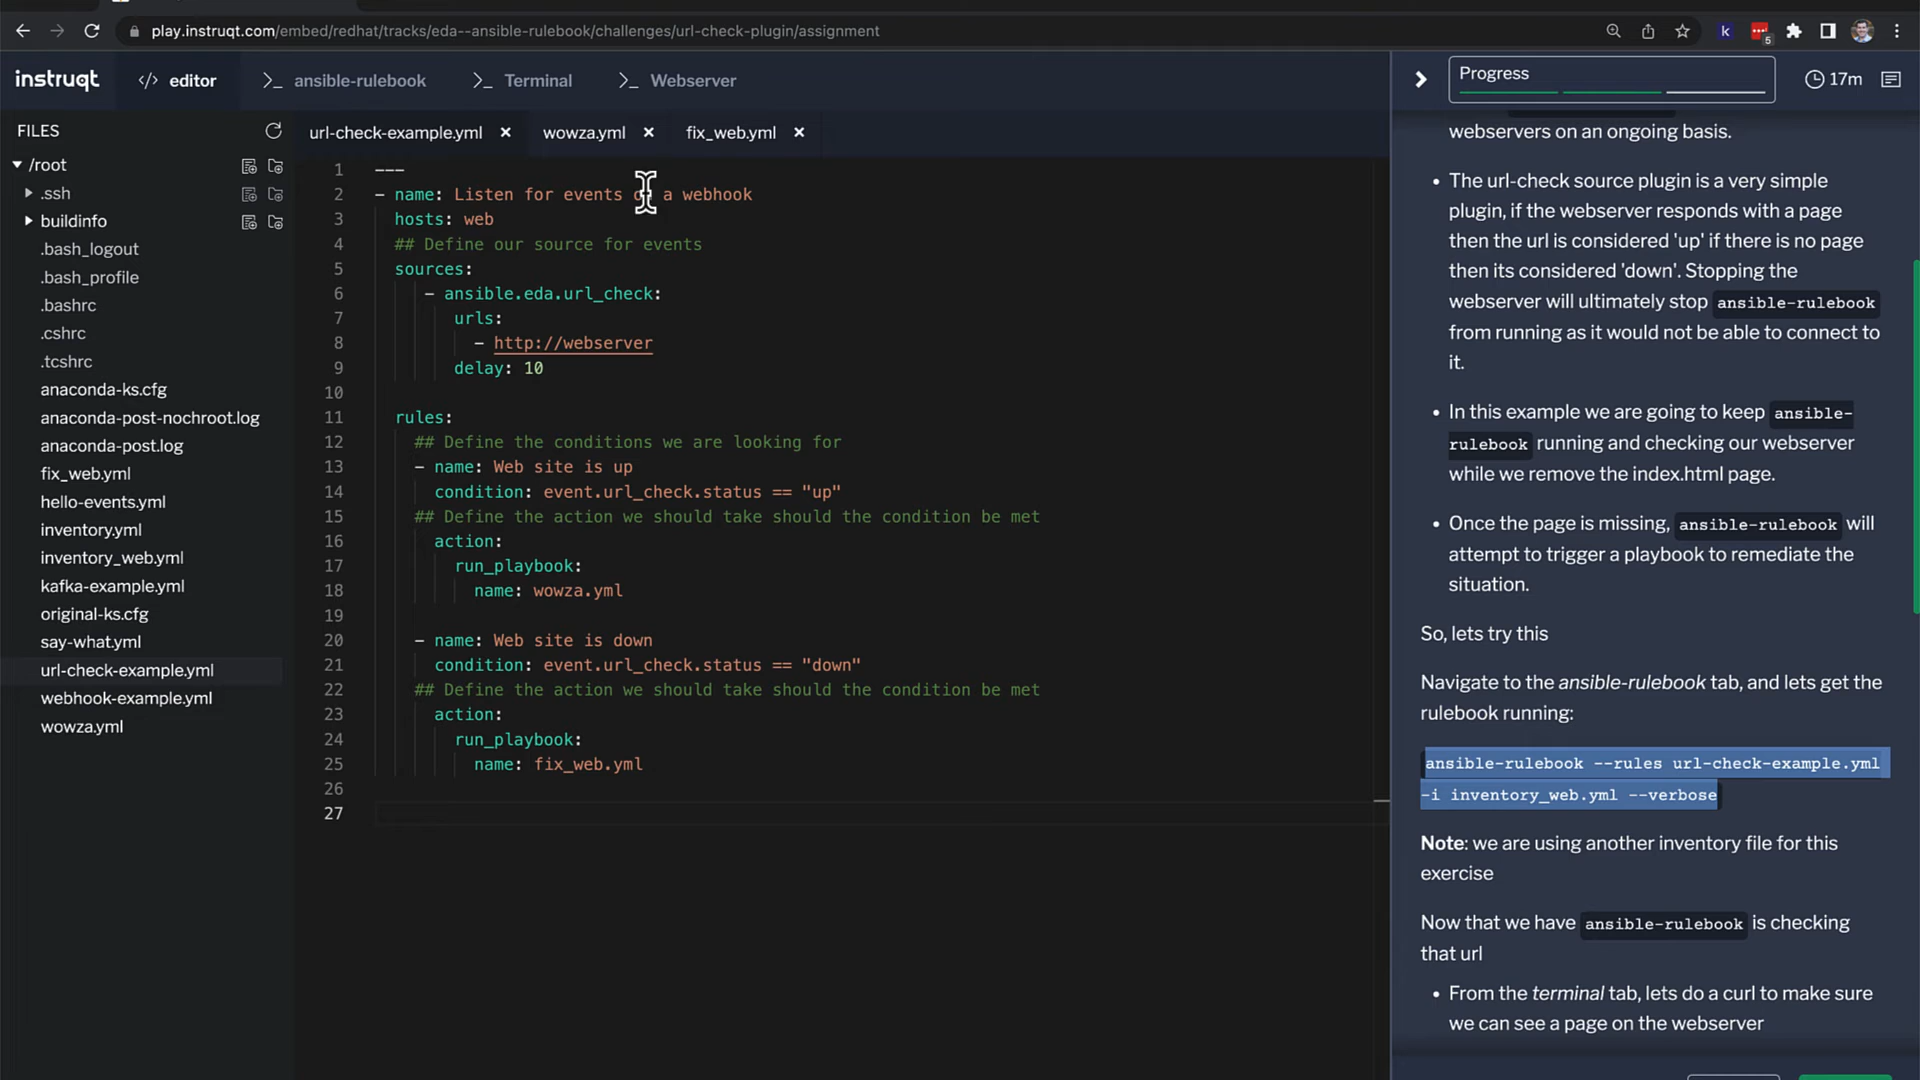 play.instruqt.com/embed/redhat/tracks/eda--ansible-rulebook/challenges/url-check-plugin/assignment
k
5
instruqt
</> editor
>_ ansible-rulebook
>_ Terminal
>_ Webserver
Progress
17m
FILES
/root
.ssh
buildinfo
.bash_logout
.bash_profile
.bashrc
.cshrc
.tcshrc
anaconda-ks.cfg
anaconda-post-nochroot.log
anaconda-post.log
fix_web.yml
hello-events.yml
inventory.yml
inventory_web.yml
kafka-example.yml
original-ks.cfg
say-what.yml
url-check-example.yml
webhook-example.yml
wowza.yml
url-check-example.yml ×
wowza.yml ×
fix_web.yml ×
1 ---
2 - name: Listen for events a webhook
3 hosts: web
4 ## Define our source for events
5 sources:
6 - ansible.eda.url_check:
7 urls:
8 - http://webserver
9 delay: 10
10
11 rules:
12 ## Define the conditions we are looking for
13 - name: Web site is up
14 condition: event.url_check.status == "up"
15 ## Define the action we should take should the condition be met
16 action:
17 run_playbook:
18 name: wowza.yml
19
20 - name: Web site is down
21 condition: event.url_check.status == "down"
22 ## Define the action we should take should the condition be met
23 action:
24 run_playbook:
25 name: fix_web.yml
26
27
webservers on an ongoing basis.
• The url-check source plugin is a very simple
plugin, if the webserver responds with a page
then the url is considered 'up' if there is no page
then its considered 'down'. Stopping the
webserver will ultimately stop ansible-rulebook
from running as it would not be able to connect to
it.
• In this example we are going to keep ansible-
rulebook running and checking our webserver
while we remove the index.html page.
• Once the page is missing, ansible-rulebook will
attempt to trigger a playbook to remediate the
situation.
So, lets try this
Navigate to the ansible-rulebook tab, and lets get the
rulebook running:
ansible-rulebook --rules url-check-example.yml
-i inventory_web.yml --verbose
Note: we are using another inventory file for this
exercise
Now that we have ansible-rulebook is checking
that url
• From the terminal tab, lets do a curl to make sure
we can see a page on the webserver